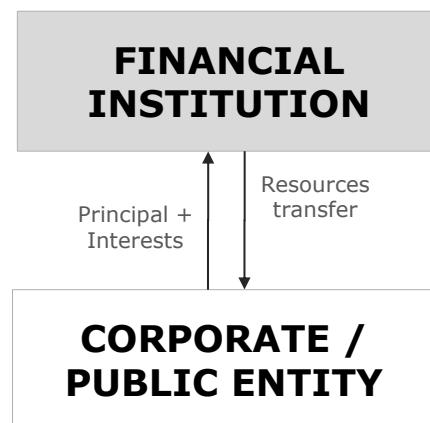 FINANCIAL
INSTITUTION
Principal +
Interests
Resources
transfer
CORPORATE /
PUBLIC ENTITY